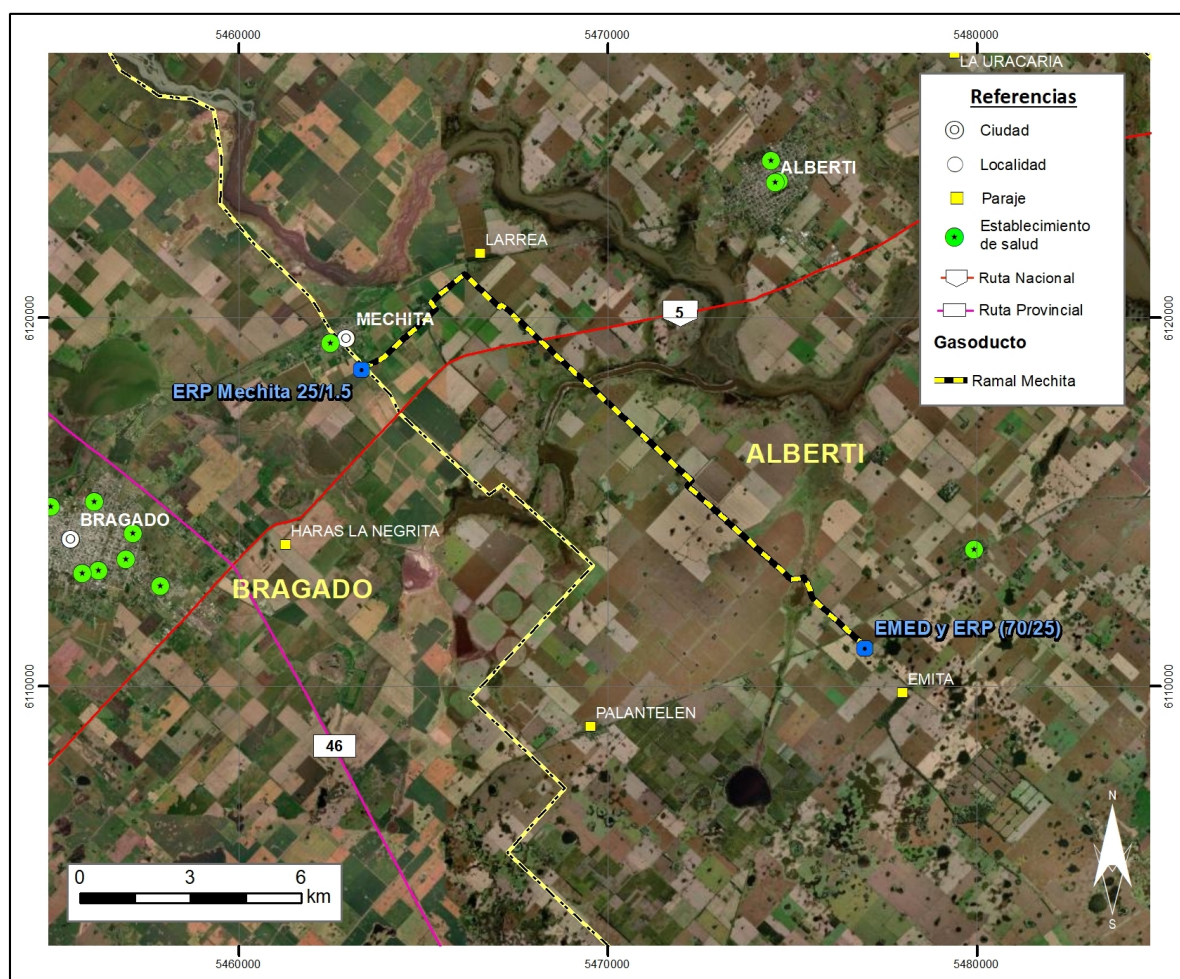 5460000
5470000
5480000
LA URACARIA
Referencias
Ciudad
Localidad
Paraje
Establecimiento
de salud
Ruta Nacional
Ruta Provincial
Gasoducto
Ramal Mechita
ALBERTI
LARREA
6120000
6120000
MECHITA
5
ERP Mechita 25/1.5
ALBERTI
BRAGADO
HARAS LA NEGRITA
BRAGADO
EMED y ERP (70/25)
EMITA
6110000
6110000
PALANTELEN
46
N
S
0 3 6
km
5460000
5470000
5480000